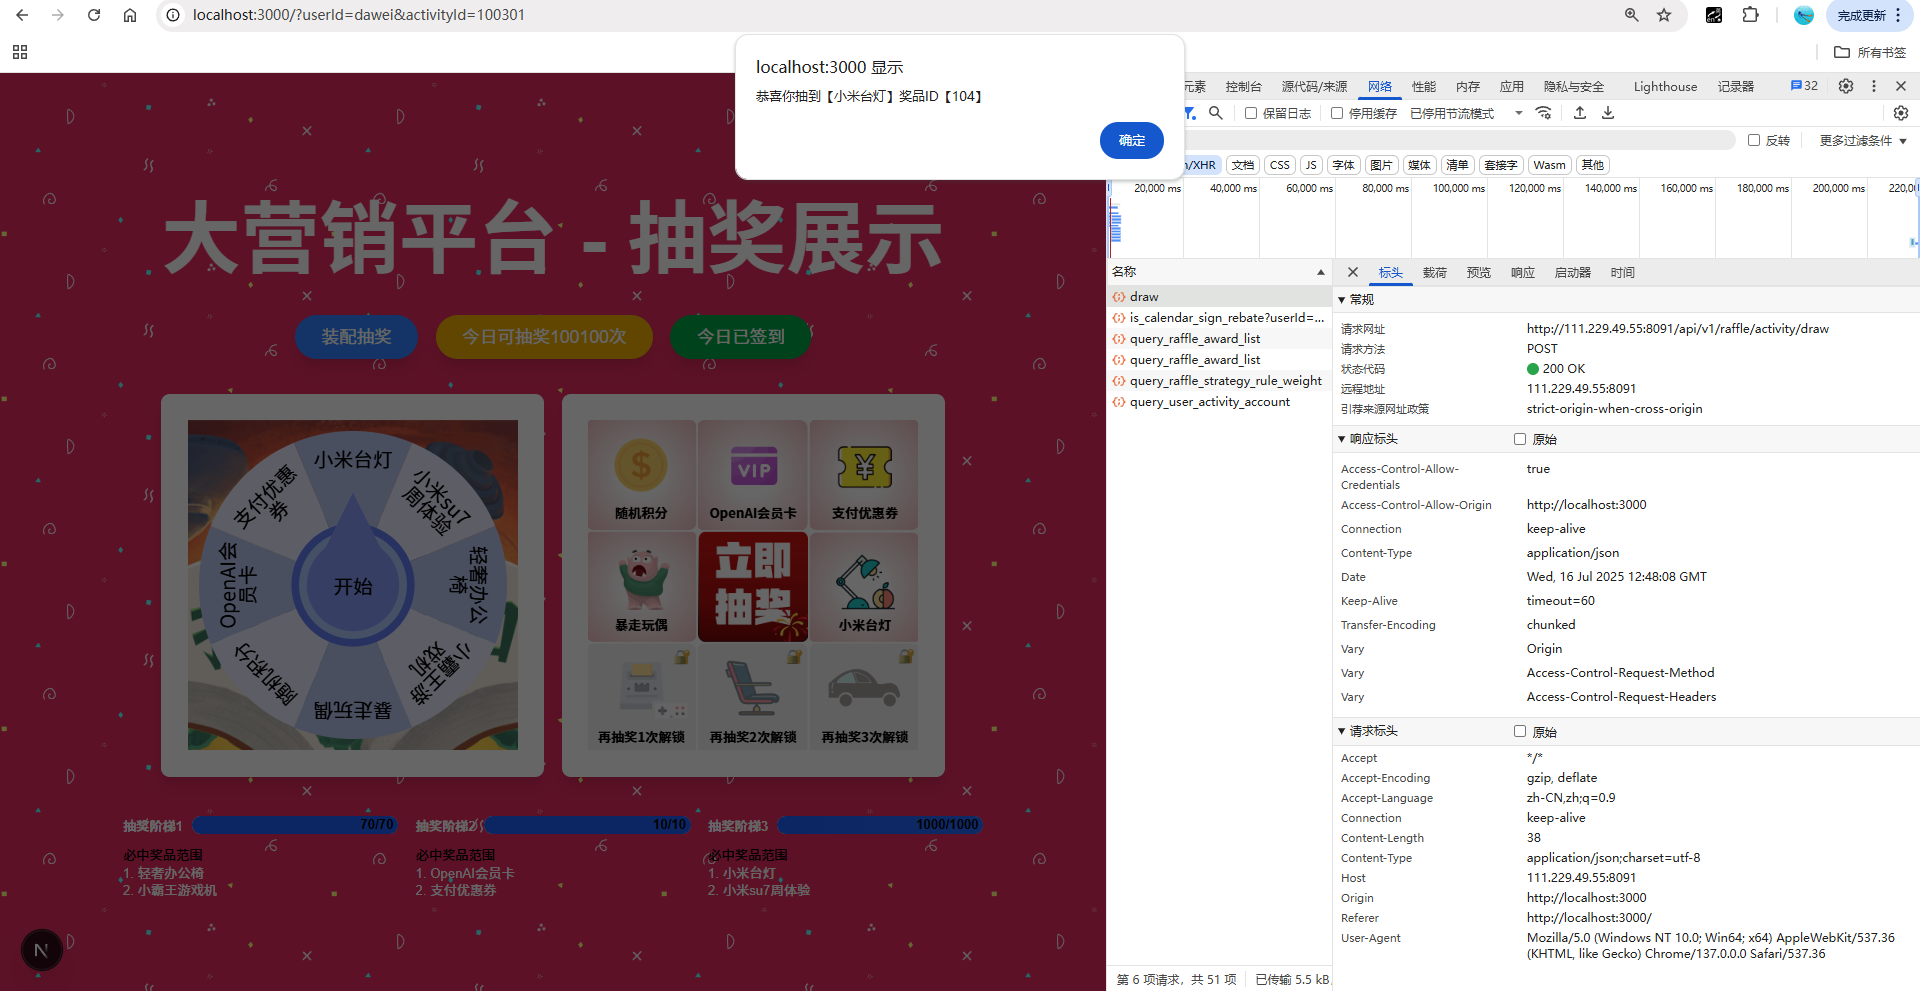 localhost:3000/?userId=dawei&activityId=100301
完成更新
所有书签
localhost:3000 显示
恭喜你抽到【小米台灯】奖品ID【104】
确定
元素
控制台
源代码/来源
网络
性能
内存
应用
隐私与安全
Lighthouse
记录器
32
保留日志
停用缓存
已停用节流模式
反转
更多过滤条件
/XHR
文档
CSS
JS
字体
图片
媒体
清单
套接字
Wasm
其他
20,000 ms
40,000 ms
60,000 ms
80,000 ms
100,000 ms
120,000 ms
140,000 ms
160,000 ms
180,000 ms
200,000 ms
220,0
大营销平台 - 抽奖展示
装配抽奖
今日可抽奖100100次
今日已签到
小米台灯
小米su7
周体验
轻奢办公
椅
小霸王游
戏机
暴走玩偶
随机积分
OpenAI会
员卡
支付优惠
券
开始
随机积分
OpenAI会员卡
支付优惠券
VIP
暴走玩偶
立即
抽奖
小米台灯
再抽奖1次解锁
再抽奖2次解锁
再抽奖3次解锁
抽奖阶梯1
70/70
必中奖品范围
1. 轻奢办公椅
2. 小霸王游戏机
抽奖阶梯2
10/10
必中奖品范围
1. OpenAI会员卡
2. 支付优惠券
抽奖阶梯3
1000/1000
必中奖品范围
1. 小米台灯
2. 小米su7周体验
N
名称
draw
is_calendar_sign_rebate?userId=...
query_raffle_award_list
query_raffle_award_list
query_raffle_strategy_rule_weight
query_user_activity_account
第 6 项请求，共 51 项
已传输 5.5 kB
标头
载荷
预览
响应
启动器
时间
常规
请求网址 http://111.229.49.55:8091/api/v1/raffle/activity/draw
请求方法 POST
状态代码 200 OK
远程地址 111.229.49.55:8091
引荐来源网址政策 strict-origin-when-cross-origin
响应标头 原始
Access-Control-Allow- true
Credentials
Access-Control-Allow-Origin http://localhost:3000
Connection keep-alive
Content-Type application/json
Date Wed, 16 Jul 2025 12:48:08 GMT
Keep-Alive timeout=60
Transfer-Encoding chunked
Vary Origin
Vary Access-Control-Request-Method
Vary Access-Control-Request-Headers
请求标头 原始
Accept */*
Accept-Encoding gzip, deflate
Accept-Language zh-CN,zh;q=0.9
Connection keep-alive
Content-Length 38
Content-Type application/json;charset=utf-8
Host 111.229.49.55:8091
Origin http://localhost:3000
Referer http://localhost:3000/
User-Agent Mozilla/5.0 (Windows NT 10.0; Win64; x64) AppleWebKit/537.36
(KHTML, like Gecko) Chrome/137.0.0.0 Safari/537.36